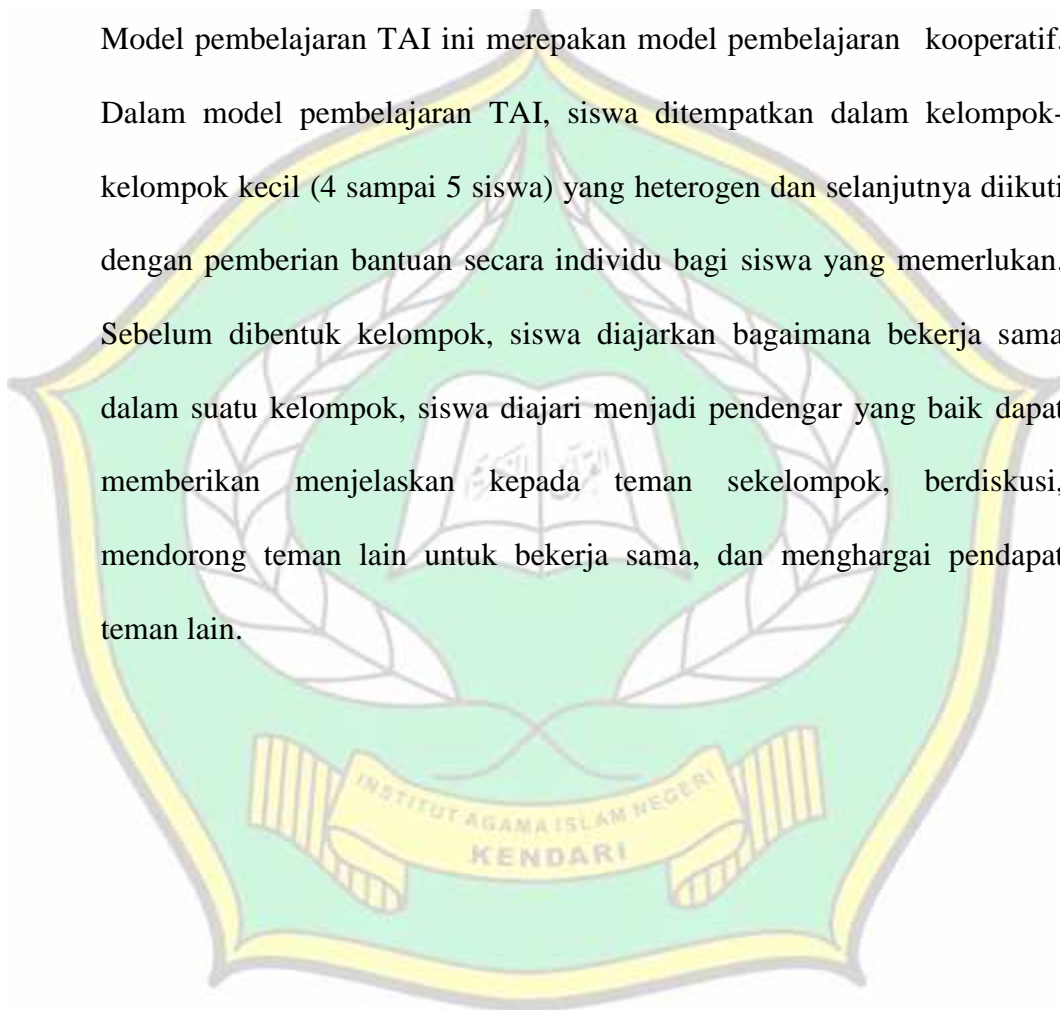 Model pembelajaran TAI ini merepakan model pembelajaran kooperatif.
Dalam model pembelajaran TAI, siswa ditempatkan dalam kelompok-
kelompok kecil (4 sampai 5 siswa) yang heterogen dan selanjutnya diikuti
dengan pemberian bantuan secara individu bagi siswa yang memerlukan.
Sebelum dibentuk kelompok, siswa diajarkan bagaimana bekerja sama
dalam suatu kelompok, siswa diajari menjadi pendengar yang baik dapat
memberikan menjelaskan kepada teman sekelompok, berdiskusi,
mendorong teman lain untuk bekerja sama, dan menghargai pendapat
teman lain.
INSTITUT AGAMA ISLAM NEGERI
KENDARI